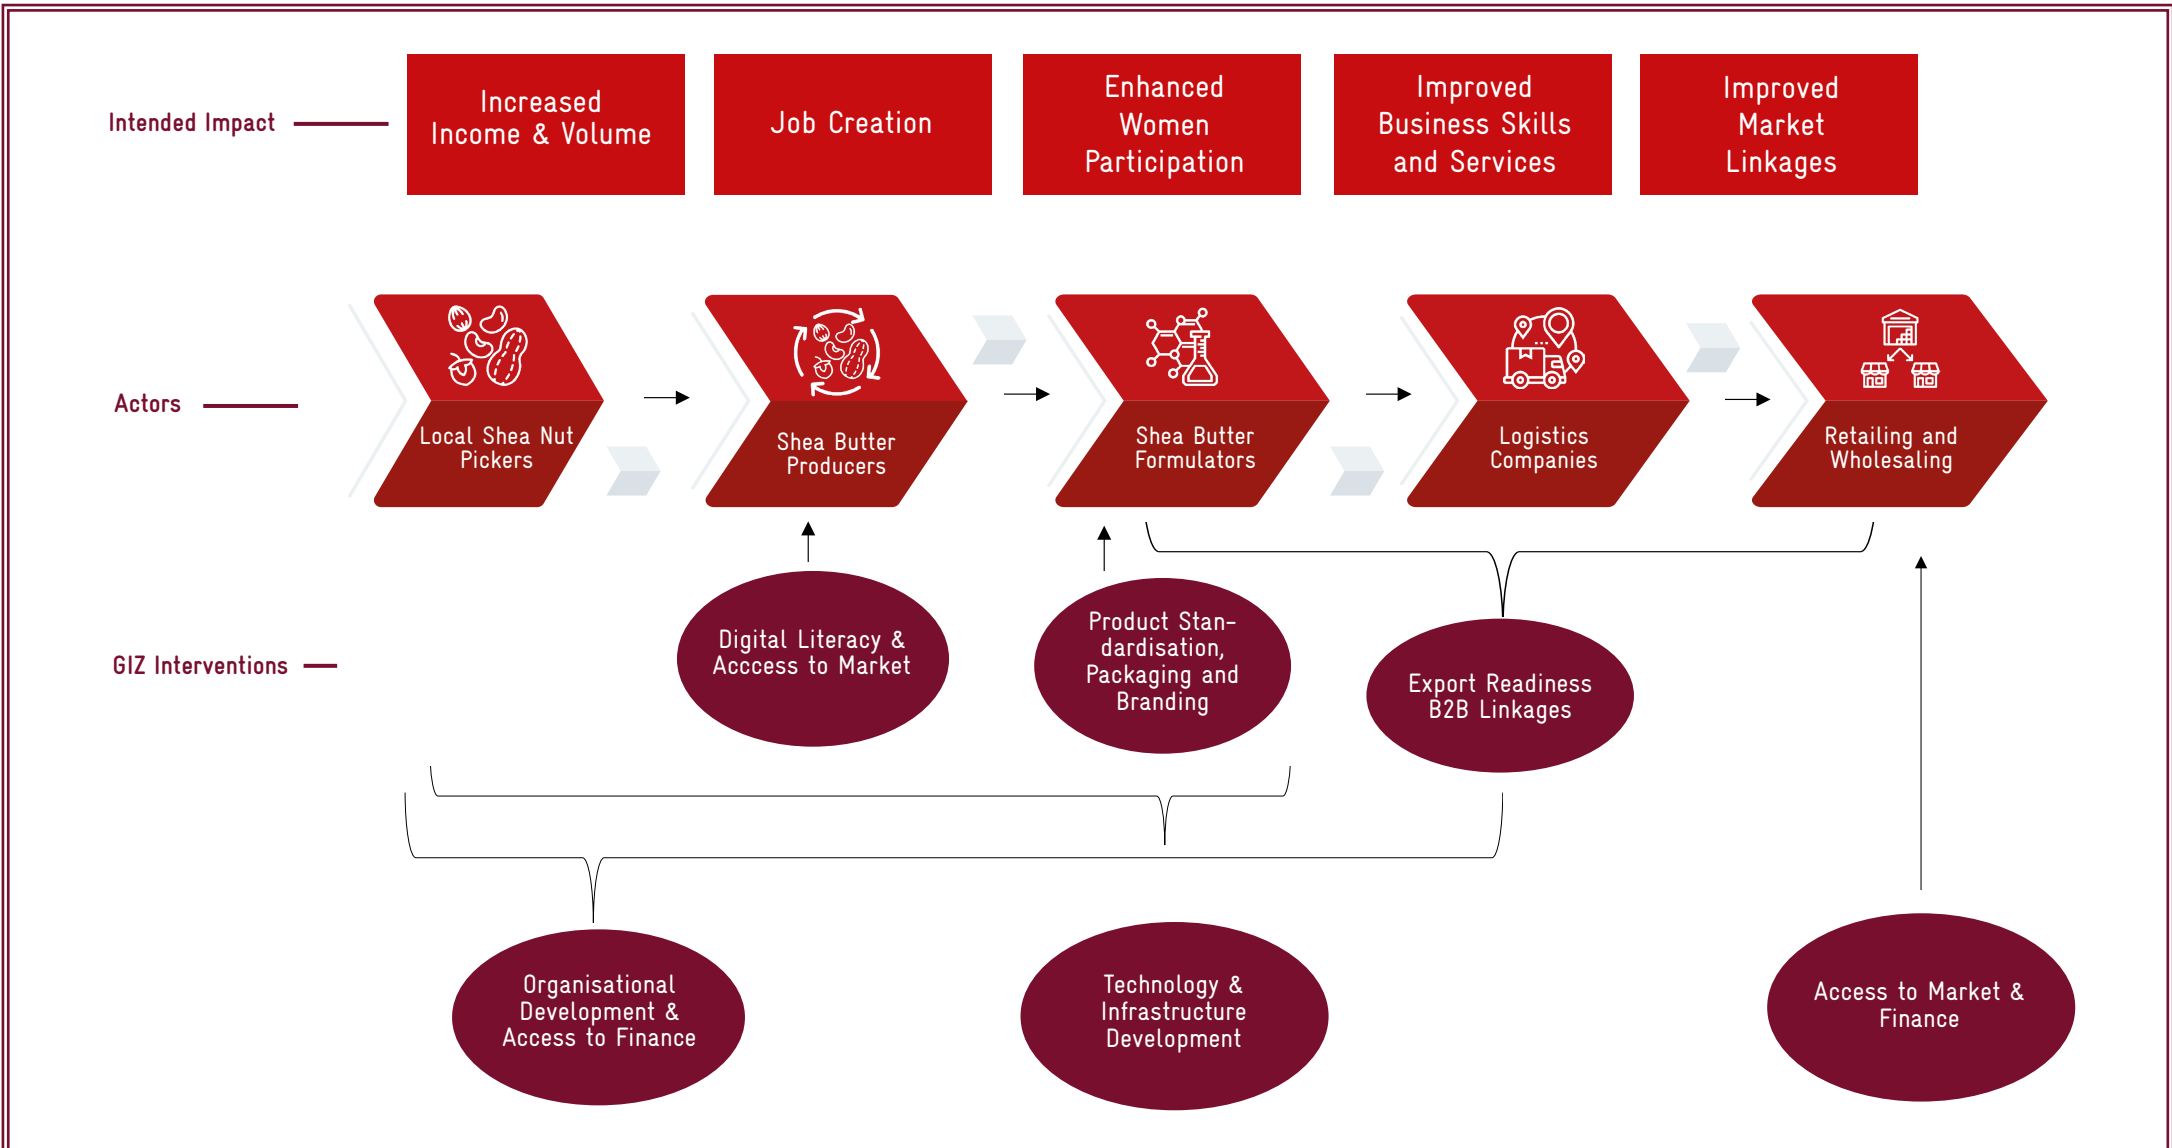 Intended Impact
Increased
Income & Volume
Job Creation
Enhanced
Women
Participation
Improved
Business Skills
and Services
Improved
Market
Linkages
Actors
Local Shea Nut
Pickers
Shea Butter
Producers
Shea Butter
Formulators
Logistics
Companies
Retailing and
Wholesaling
GIZ Interventions
Digital Literacy &
Acccess to Market
Product Stan-
dardisation,
Packaging and
Branding
Export Readiness
B2B Linkages
Organisational
Development &
Access to Finance
Technology &
Infrastructure
Development
Access to Market &
Finance